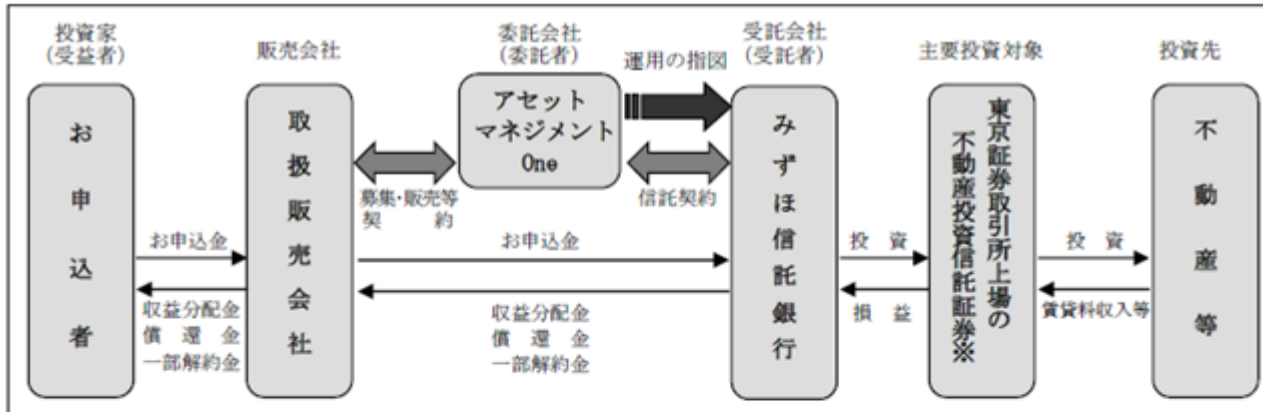 投資家
(受益者)
販売会社
委託会社
(委託者)
運用の指図
受託会社
(受託者)
主要投資対象
投資先
お申込者
取扱販売会社
アセット
マネジメント
One
みずほ信託銀行
東京証券取引所上場の
不動産投資信託証券※
不動産等
募集・販売等
契　約
信託契約
お申込金
収益分配金
償　還　金
一部解約金
お申込金
収益分配金
償　還　金
一部解約金
投　資
損　益
投　資
賃貸料収入等